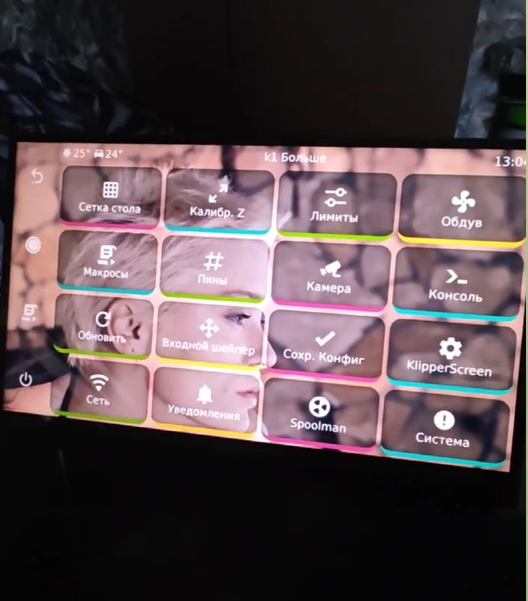 25° 24°
k1 Больше
13:04
Сетка стола
Калибр. Z
Лимиты
Обдув
Макросы
Пины
Камера
Консоль
Обновить
Входной шейпер
Сохр. Конфиг
KlipperScreen
Сеть
Уведомления
Spoolman
Система